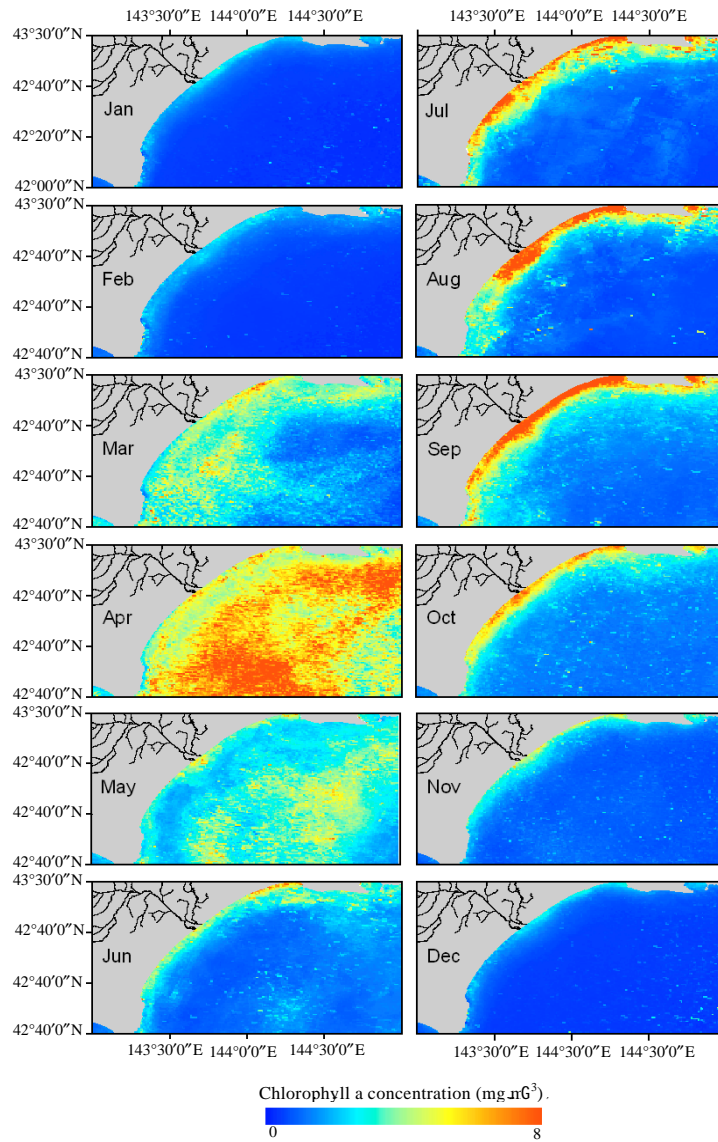 143°30′0″E 144°0′0″E 144°30′0″E 143°30′0″E 144°0′0″E 144°30′0″E
43°30′0″N
42°40′0″N
42°20′0″N
42°00′0″N
Jan
Jul
43°30′0″N
42°40′0″N
42°40′0″N
42°40′0″N
Feb
Aug
43°30′0″N
42°40′0″N
42°40′0″N
42°40′0″N
Mar
Sep
43°30′0″N
42°40′0″N
42°40′0″N
42°40′0″N
Apr
Oct
43°30′0″N
42°40′0″N
42°40′0″N
42°40′0″N
May
Nov
43°30′0″N
42°40′0″N
42°40′0″N
42°40′0″N
Jun
Dec
143°30′0″E 144°0′0″E 144°30′0″E 143°30′0″E 144°30′0″E 144°30′0″E
Chlorophyll a concentration (mg.mG³).
0 8